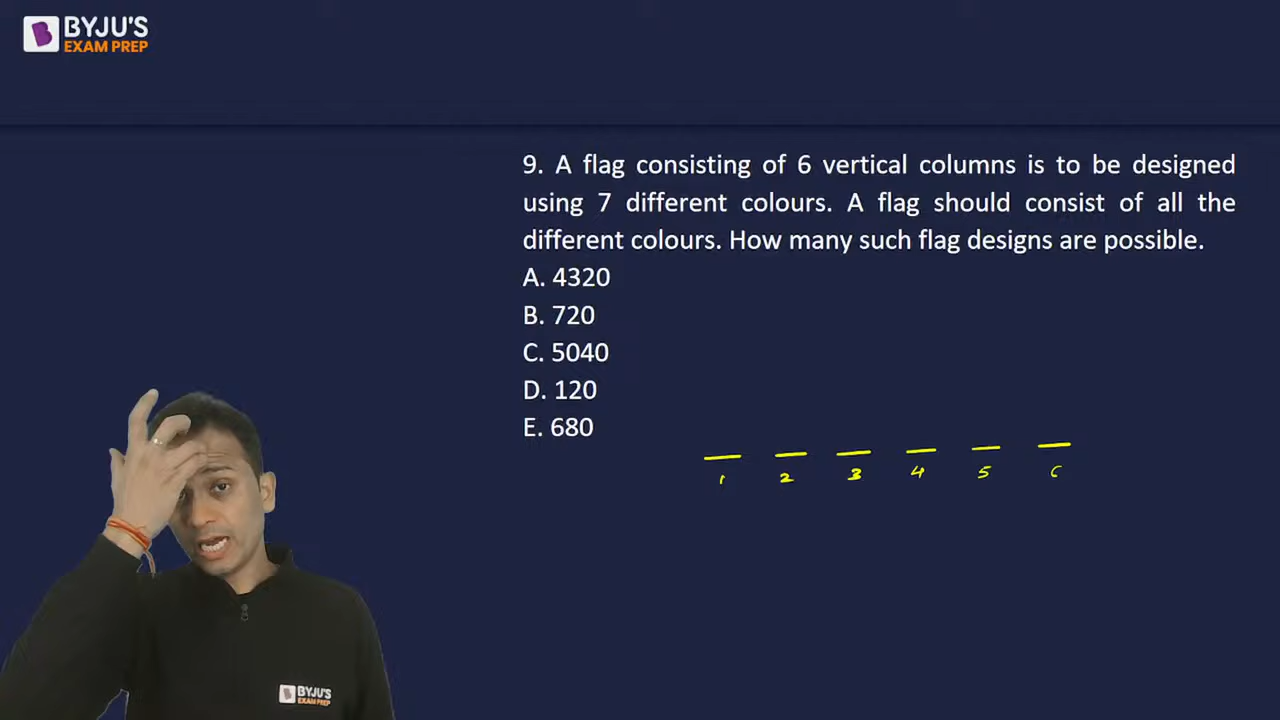 BYJU'S
EXAM PREP
9. A flag consisting of 6 vertical columns is to be designed
using 7 different colours. A flag should consist of all the
different colours. How many such flag designs are possible.
A. 4320
B. 720
C. 5040
D. 120
E. 680
1 2 3 4 5 6
BYJU'S
EXAM PREP